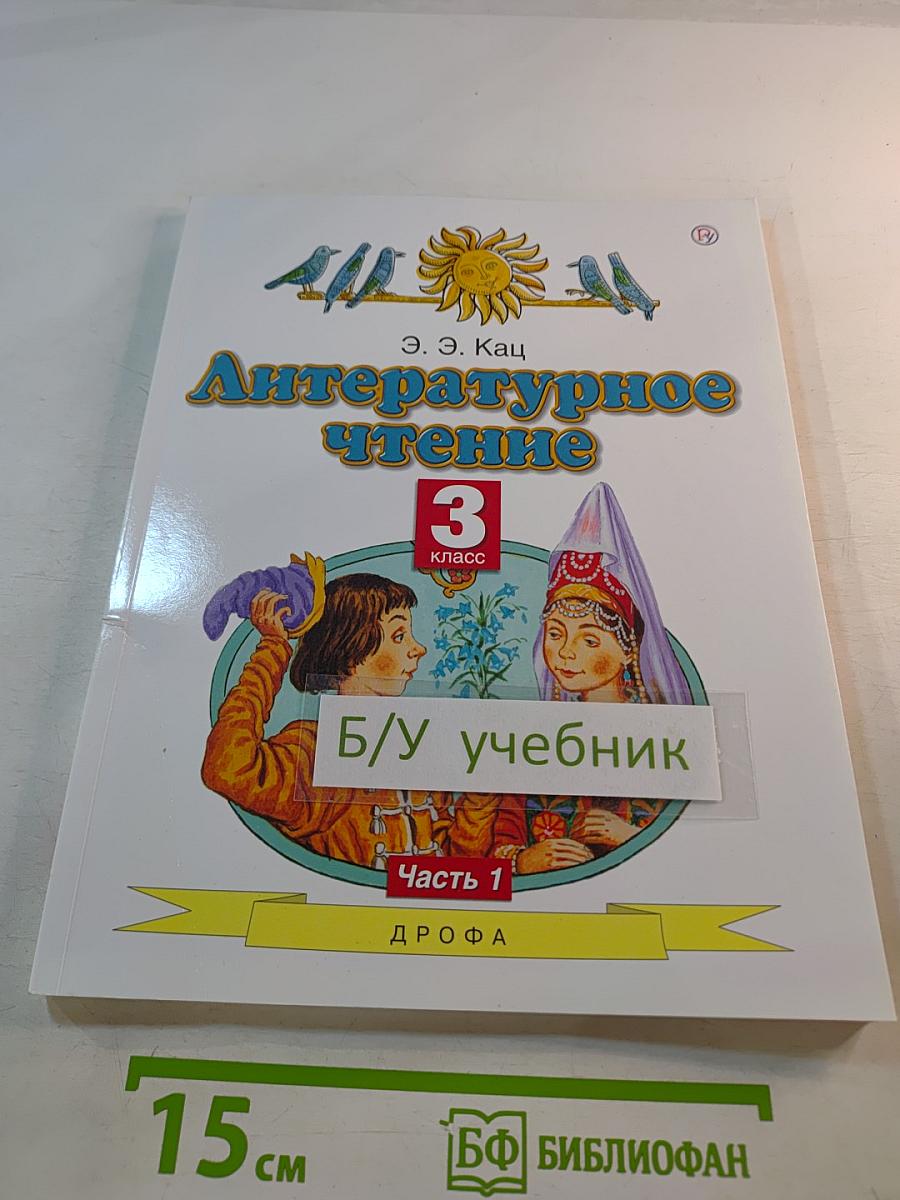 Э. Э. Кац
Литературное
чтение
3
класс
Б/У учебник
Часть 1
ДРОФА
15 см
БФ БИБЛИОФАН